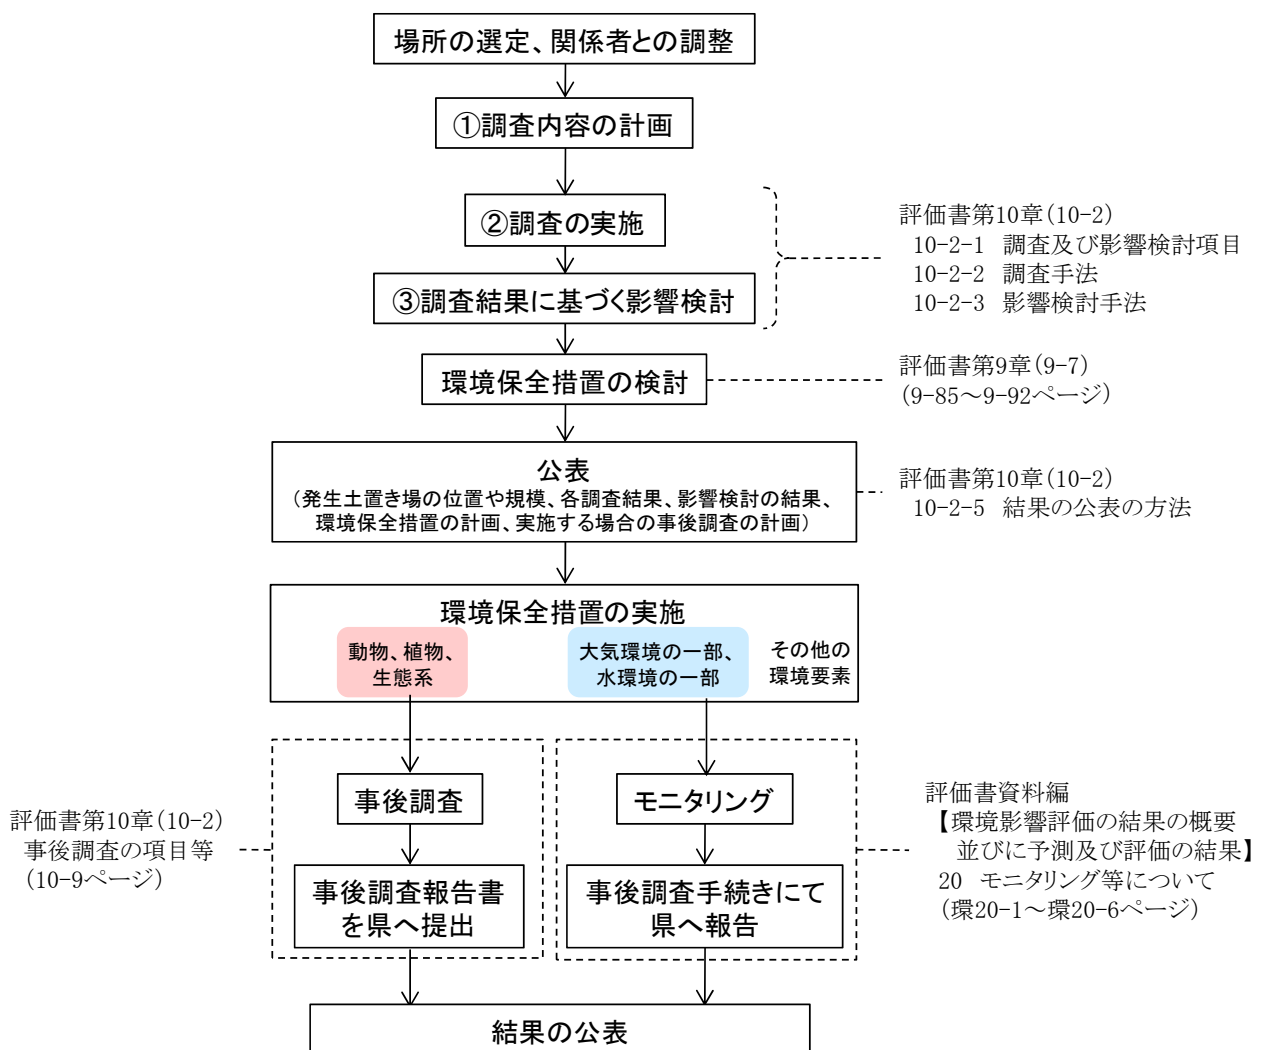 場所の選定、関係者との調整
①調査内容の計画
②調査の実施
③調査結果に基づく影響検討
評価書第10章(10-2)
10-2-1 調査及び影響検討項目
10-2-2 調査手法
10-2-3 影響検討手法
環境保全措置の検討
評価書第9章(9-7)
(9-85～9-92ページ)
公表
(発生土置き場の位置や規模、各調査結果、影響検討の結果、
環境保全措置の計画、実施する場合の事後調査の計画)
評価書第10章(10-2)
10-2-5 結果の公表の方法
環境保全措置の実施
動物、植物、
生態系
大気環境の一部、
水環境の一部
その他の
環境要素
事後調査
事後調査報告書
を県へ提出
評価書第10章(10-2)
事後調査の項目等
(10-9ページ)
モニタリング
事後調査手続きにて
県へ報告
評価書資料編
【環境影響評価の結果の概要
並びに予測及び評価の結果】
20 モニタリング等について
(環20-1～環20-6ページ)
結果の公表